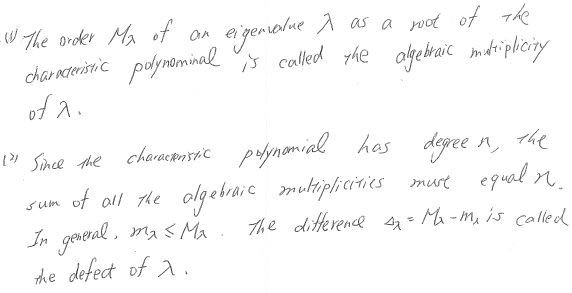 (1) The order Mλ of an eigenvalue λ as a root of the
characteristic polynominal is called the algebraic multiplicity
of λ.
(2) Since the characteristic polynomial has degree n, the
sum of all the algebraic multiplicities must equal n.
In general, mλ ≤ Mλ. The difference Δλ = Mλ - mλ is called
the defect of λ.